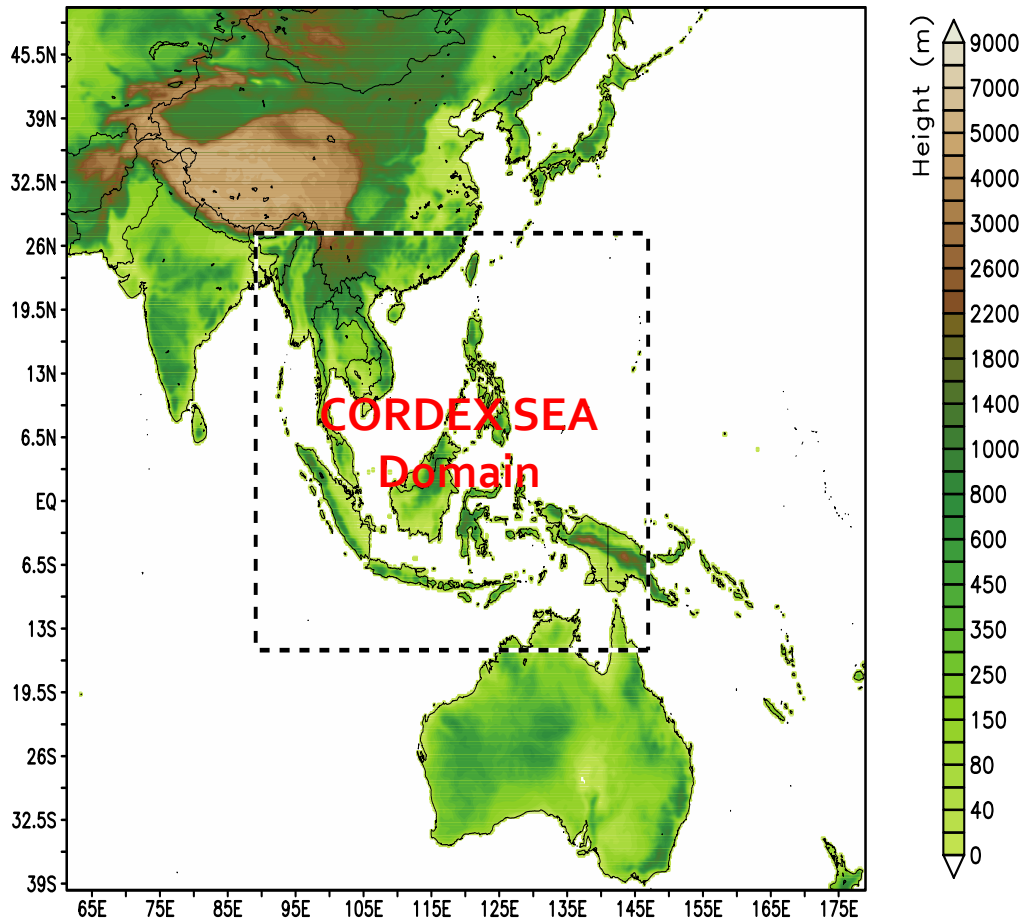 45.5N
39N
32.5N
26N
19.5N
13N
6.5N
EQ
6.5S
13S
19.5S
26S
32.5S
39S
65E
75E
85E
95E
105E
115E
125E
135E
145E
155E
165E
175E
CORDEX SEA
Domain
Height (m)
9000
7000
5000
4000
3000
2600
2200
1800
1400
1000
800
600
450
350
250
150
80
40
0